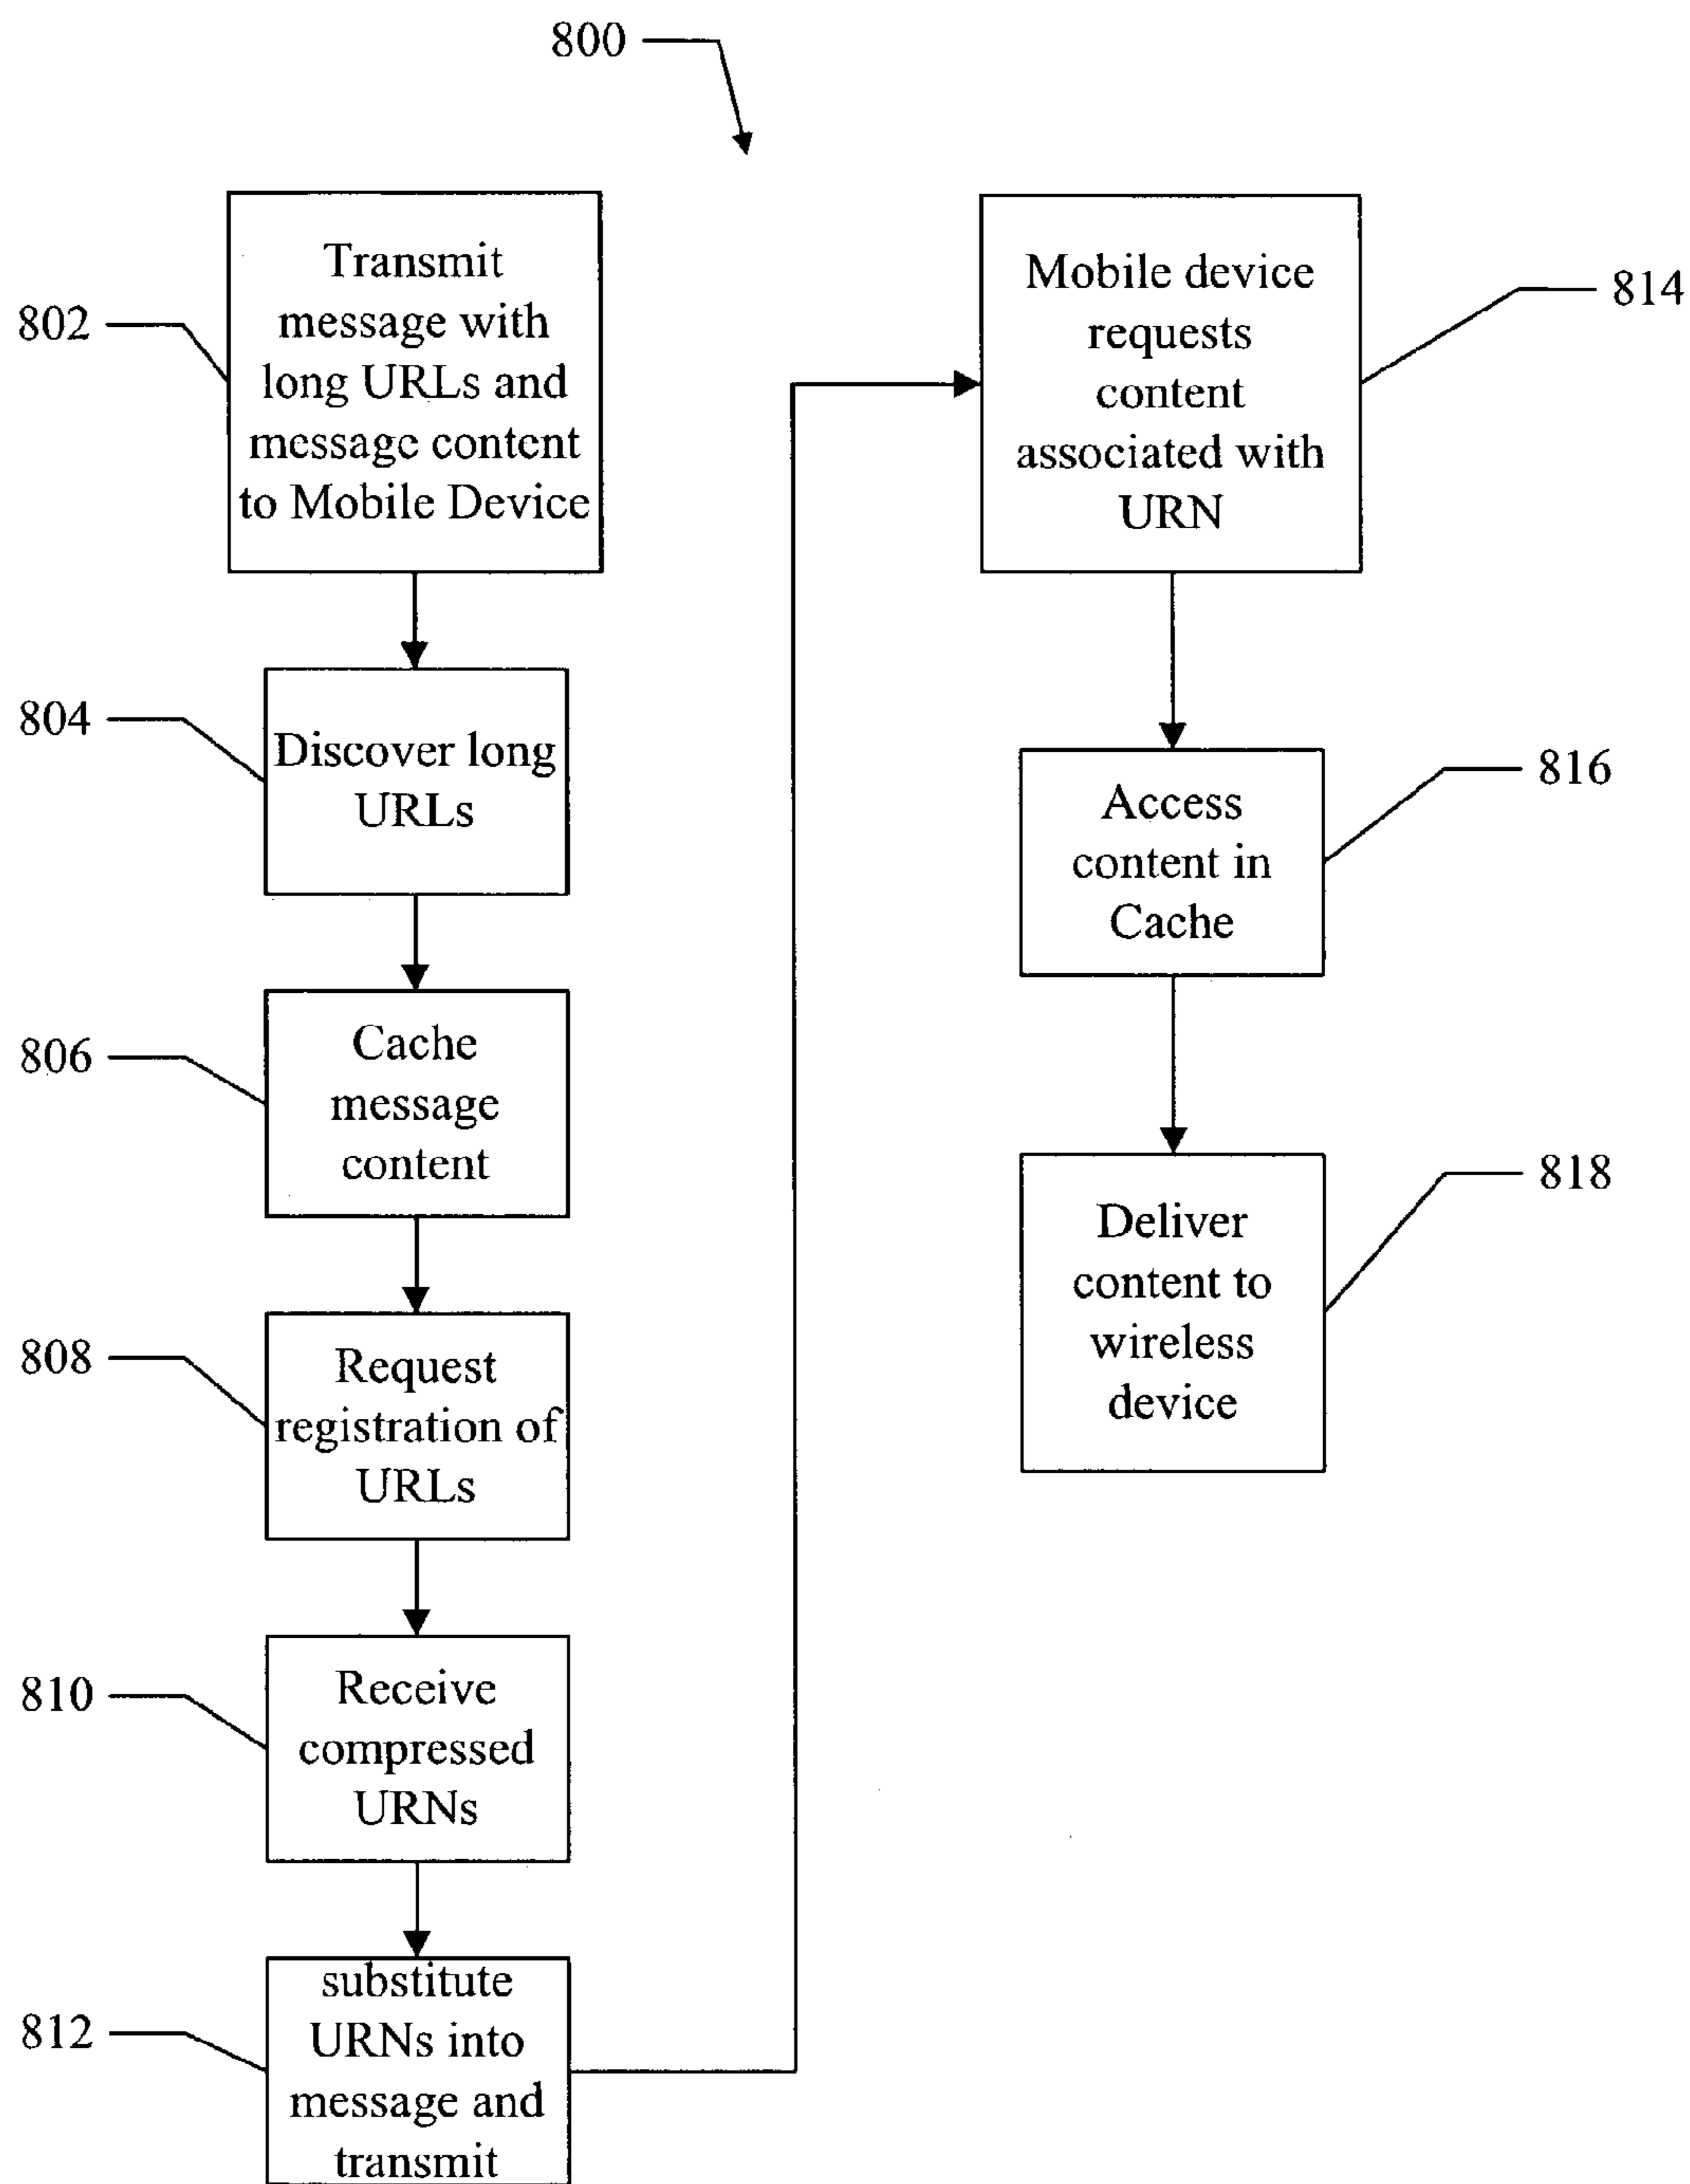 800
802
Transmit
message with
long URLs and
message content
to Mobile Device
804
Discover long
URLs
806
Cache
message
content
808
Request
registration of
URLs
810
Receive
compressed
URNs
812
substitute
URNs into
message and
transmit
814
Mobile device
requests
content
associated with
URN
816
Access
content in
Cache
818
Deliver
content to
wireless
device